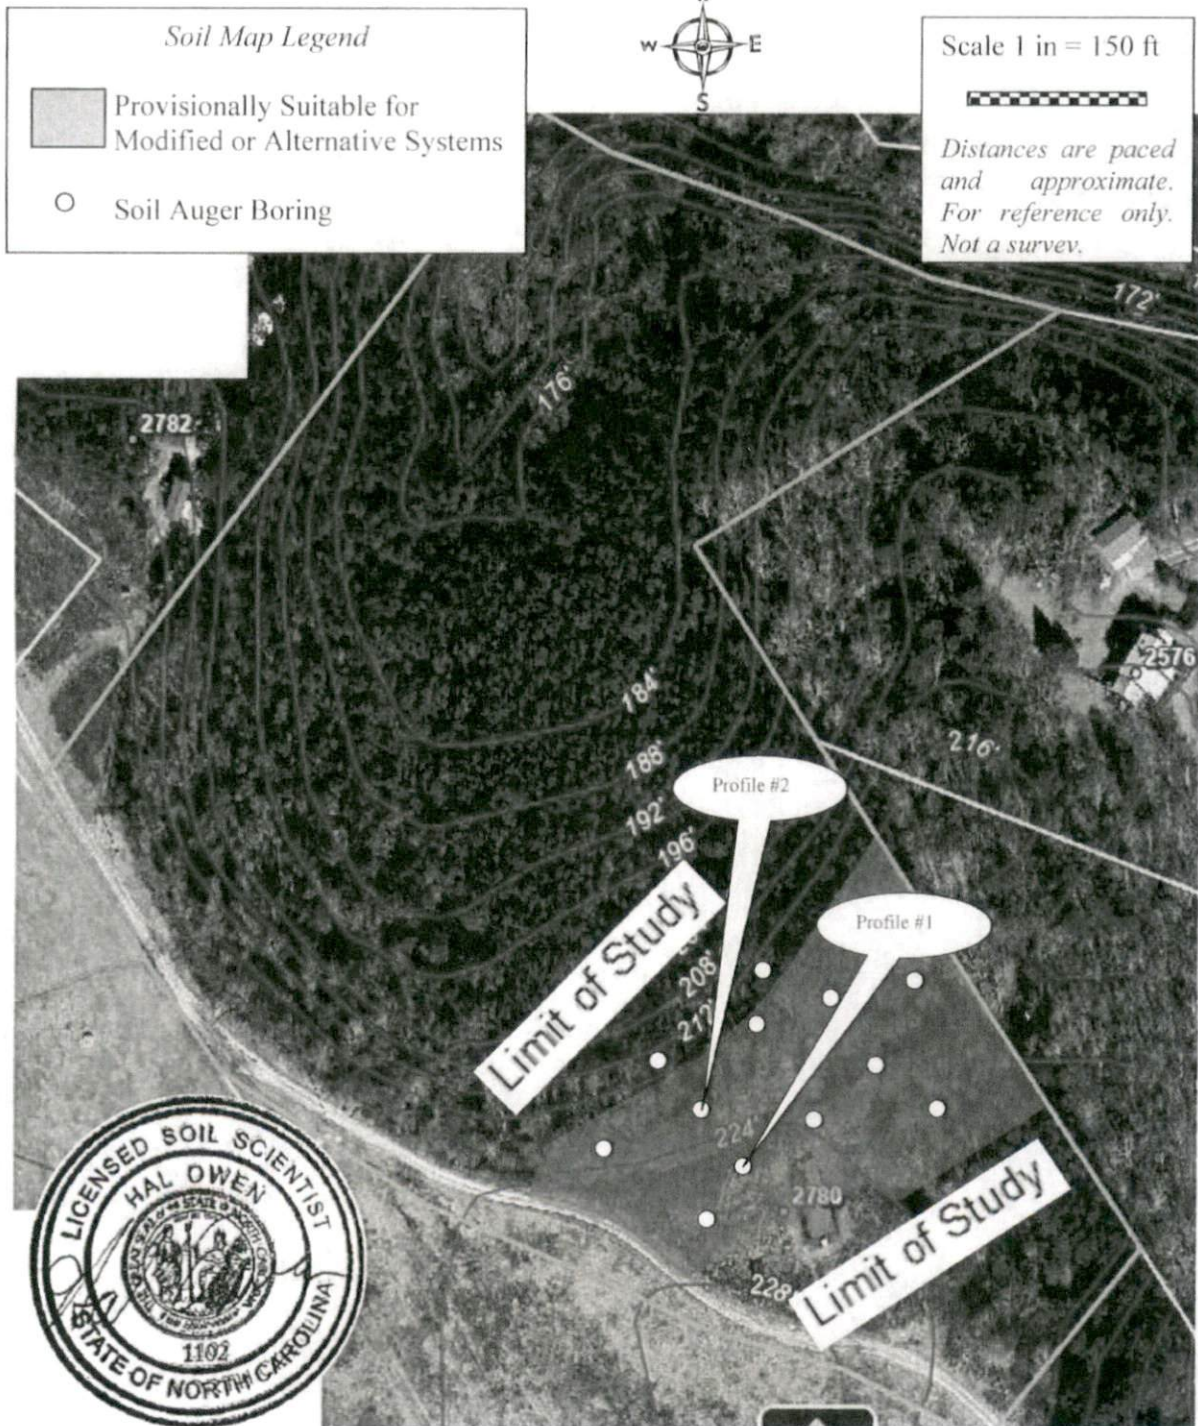 Soil Map Legend
Provisionally Suitable for
Modified or Alternative Systems
Soil Auger Boring
W
E
S
Scale 1 in = 150 ft
Distances are paced
and approximate.
For reference only.
Not a survey.
172'
176'
2782
2576
184'
216'
188'
Profile #2
192'
196'
Limit of Study
Profile #1
208'
212'
224'
2780
228'
Limit of Study
LICENSED SOIL SCIENTIST
HAL OWEN
1102
STATE OF NORTH CAROLINA